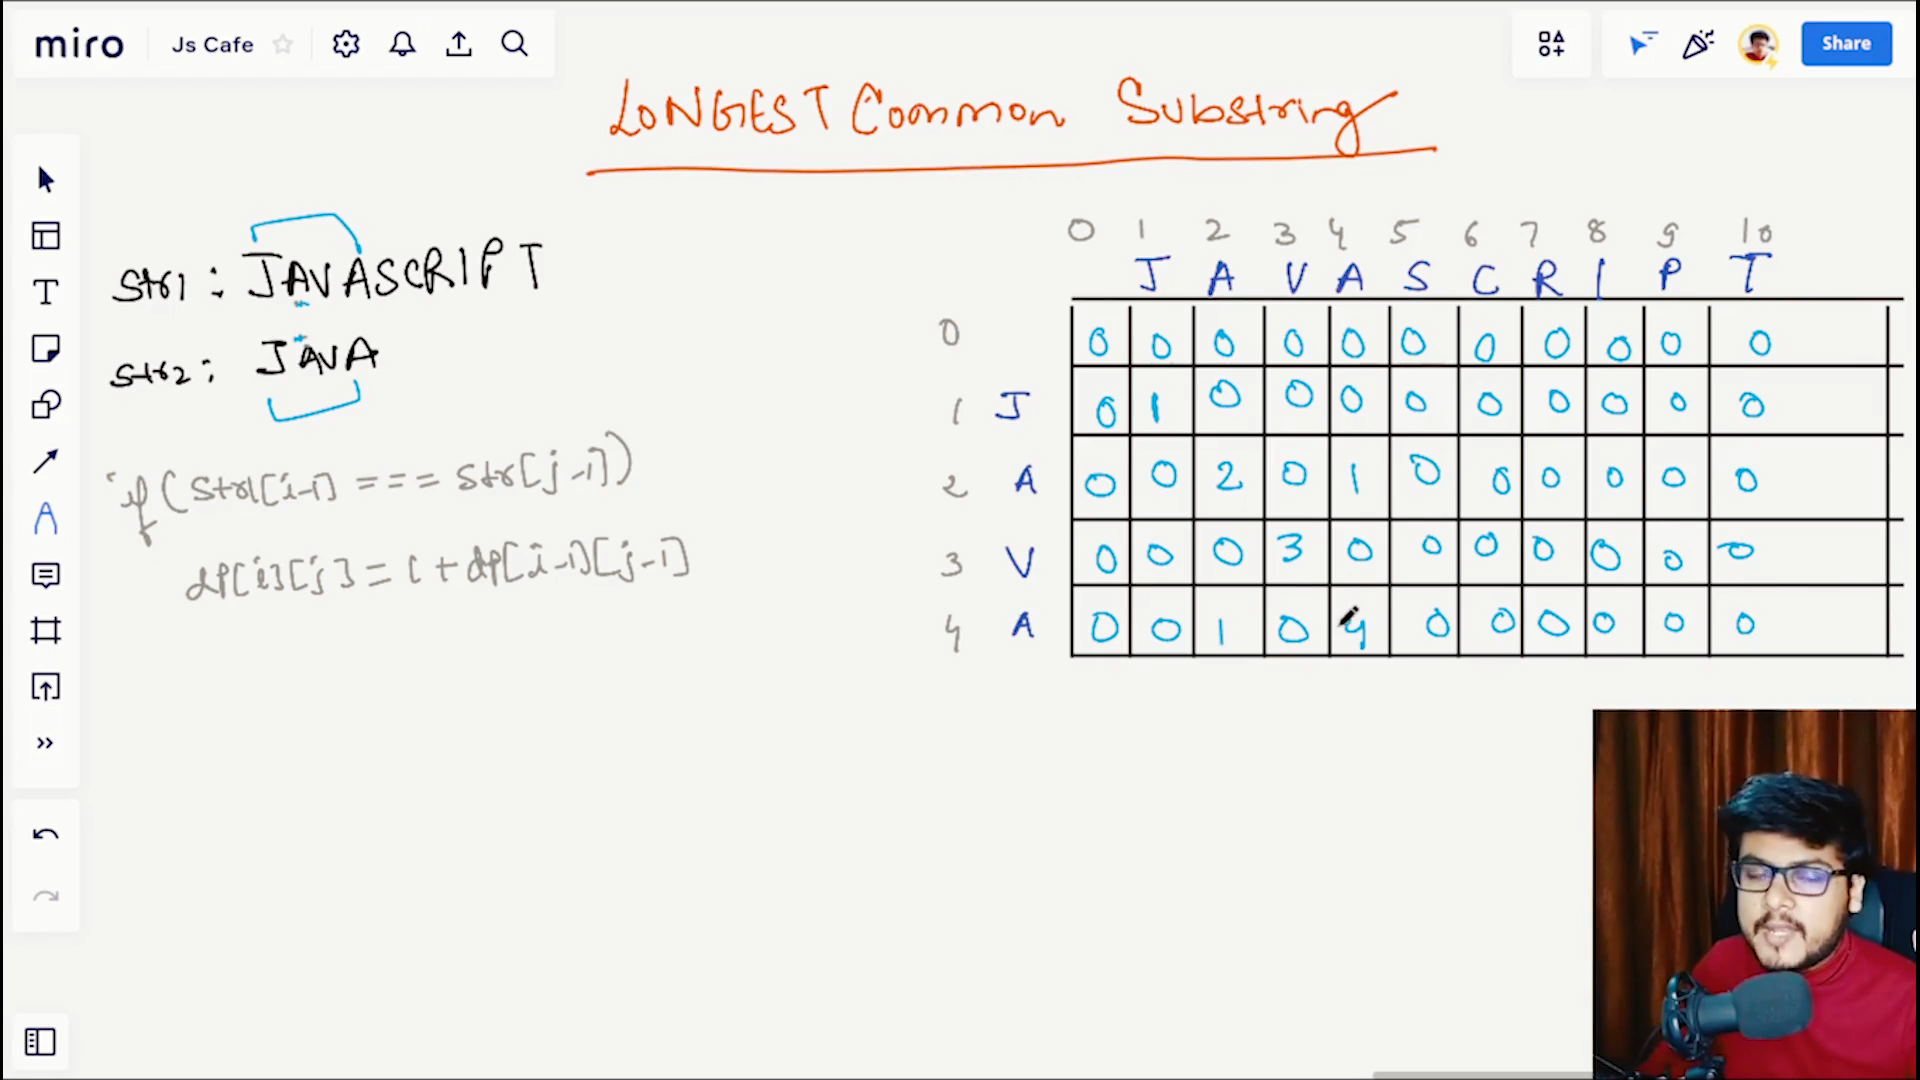 miro Js Cafe Share
LONGEST Common Substring
str1 : JAVASCRIPT
str2 : JAVA
if (str1[i-1] === str[j-1])
dp[i][j] = 1 + dp[i-1][j-1]
0 1 2 3 4 5 6 7 8 9 10
J A V A S C R I P T
0 0 0 0 0 0 0 0 0 0 0 0
1 J 0 1 0 0 0 0 0 0 0 0 0
2 A 0 0 2 0 1 0 0 0 0 0 0
3 V 0 0 0 3 0 0 0 0 0 0 0
4 A 0 0 1 0 4 0 0 0 0 0 0